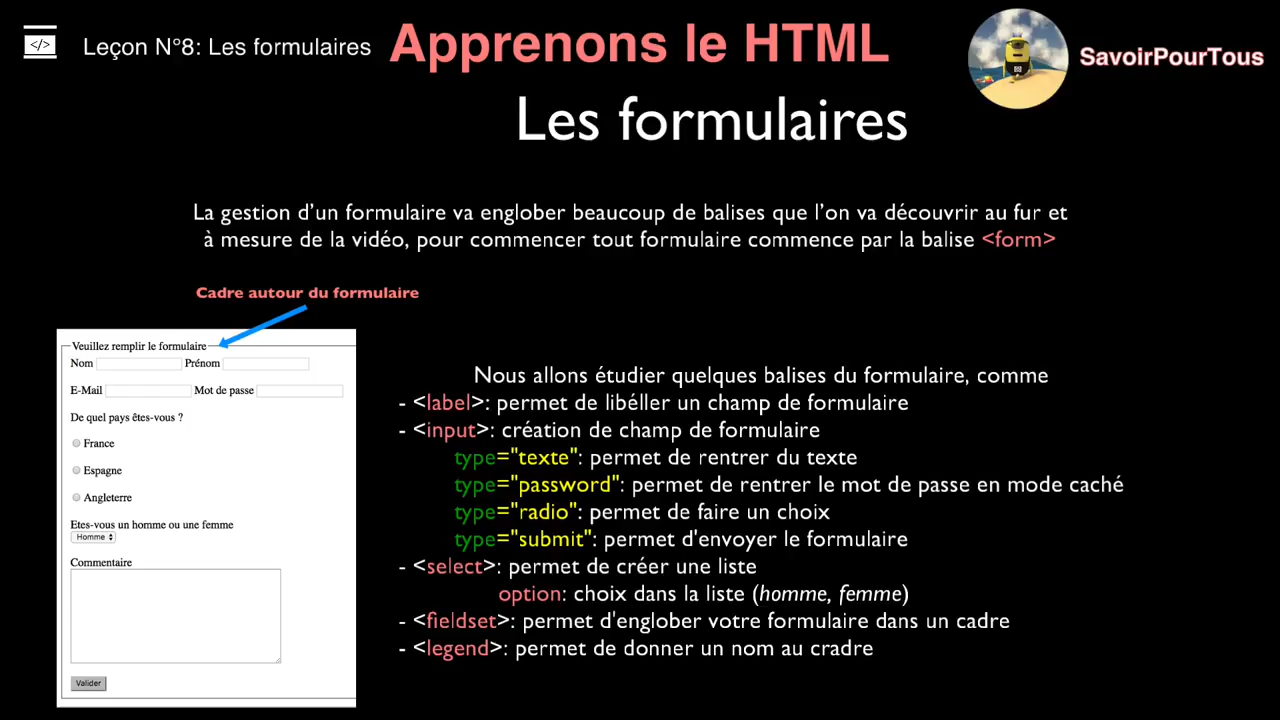 </>
Leçon N°8: Les formulaires
Apprenons le HTML
SavoirPourTous
Les formulaires
La gestion d'un formulaire va englober beaucoup de balises que l'on va découvrir au fur et
à mesure de la vidéo, pour commencer tout formulaire commence par la balise <form>
Cadre autour du formulaire
Veuillez remplir le formulaire
Nom Prénom
E-Mail Mot de passe
De quel pays êtes-vous ?
France
Espagne
Angleterre
Etes-vous un homme ou une femme
Homme
Commentaire
Valider
Nous allons étudier quelques balises du formulaire, comme
- <label>: permet de libéller un champ de formulaire
- <input>: création de champ de formulaire
type="texte": permet de rentrer du texte
type="password": permet de rentrer le mot de passe en mode caché
type="radio": permet de faire un choix
type="submit": permet d'envoyer le formulaire
- <select>: permet de créer une liste
option: choix dans la liste (homme, femme)
- <fieldset>: permet d'englober votre formulaire dans un cadre
- <legend>: permet de donner un nom au cradre